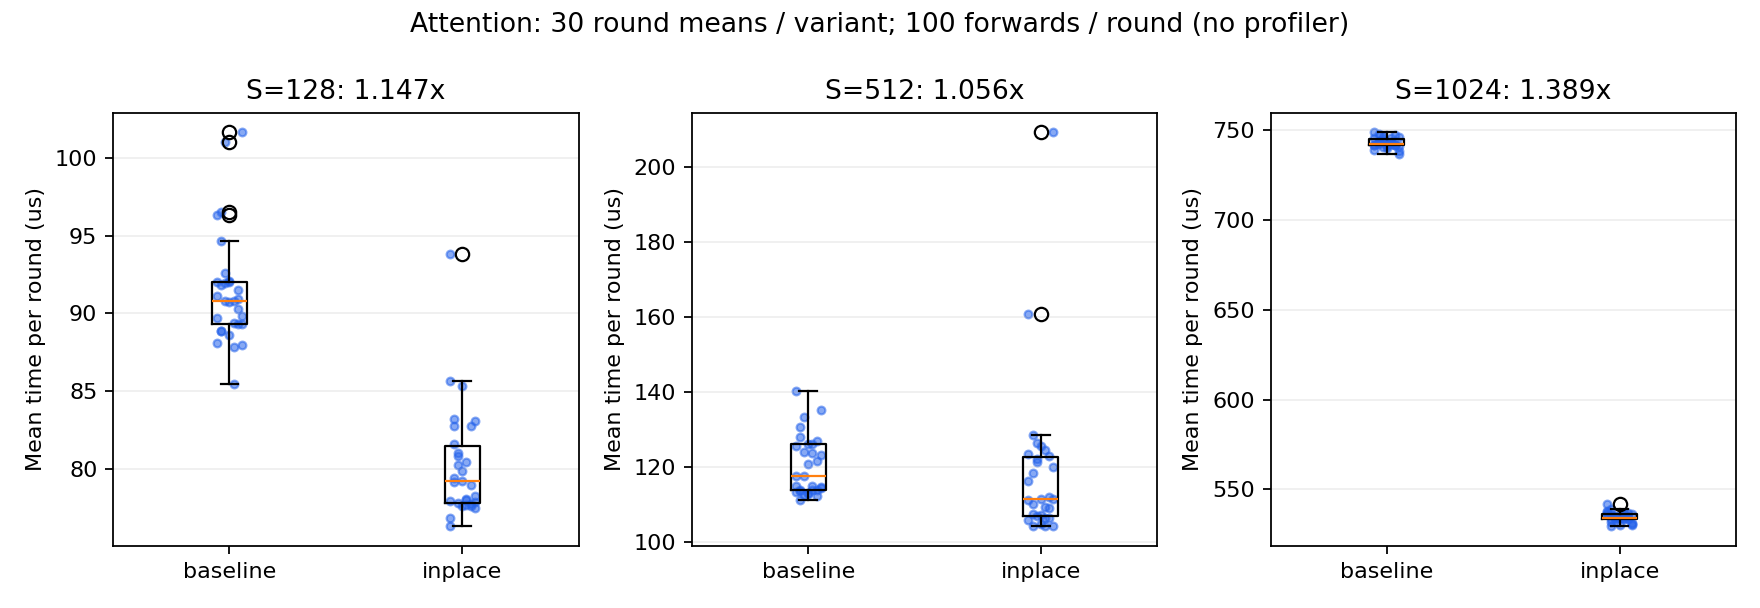 Attention: 30 round means / variant; 100 forwards / round (no profiler)
S=128: 1.147x
Mean time per round (us)
100
95
90
85
80
baseline
inplace
S=512: 1.056x
Mean time per round (us)
200
180
160
140
120
100
baseline
inplace
S=1024: 1.389x
Mean time per round (us)
750
700
650
600
550
baseline
inplace